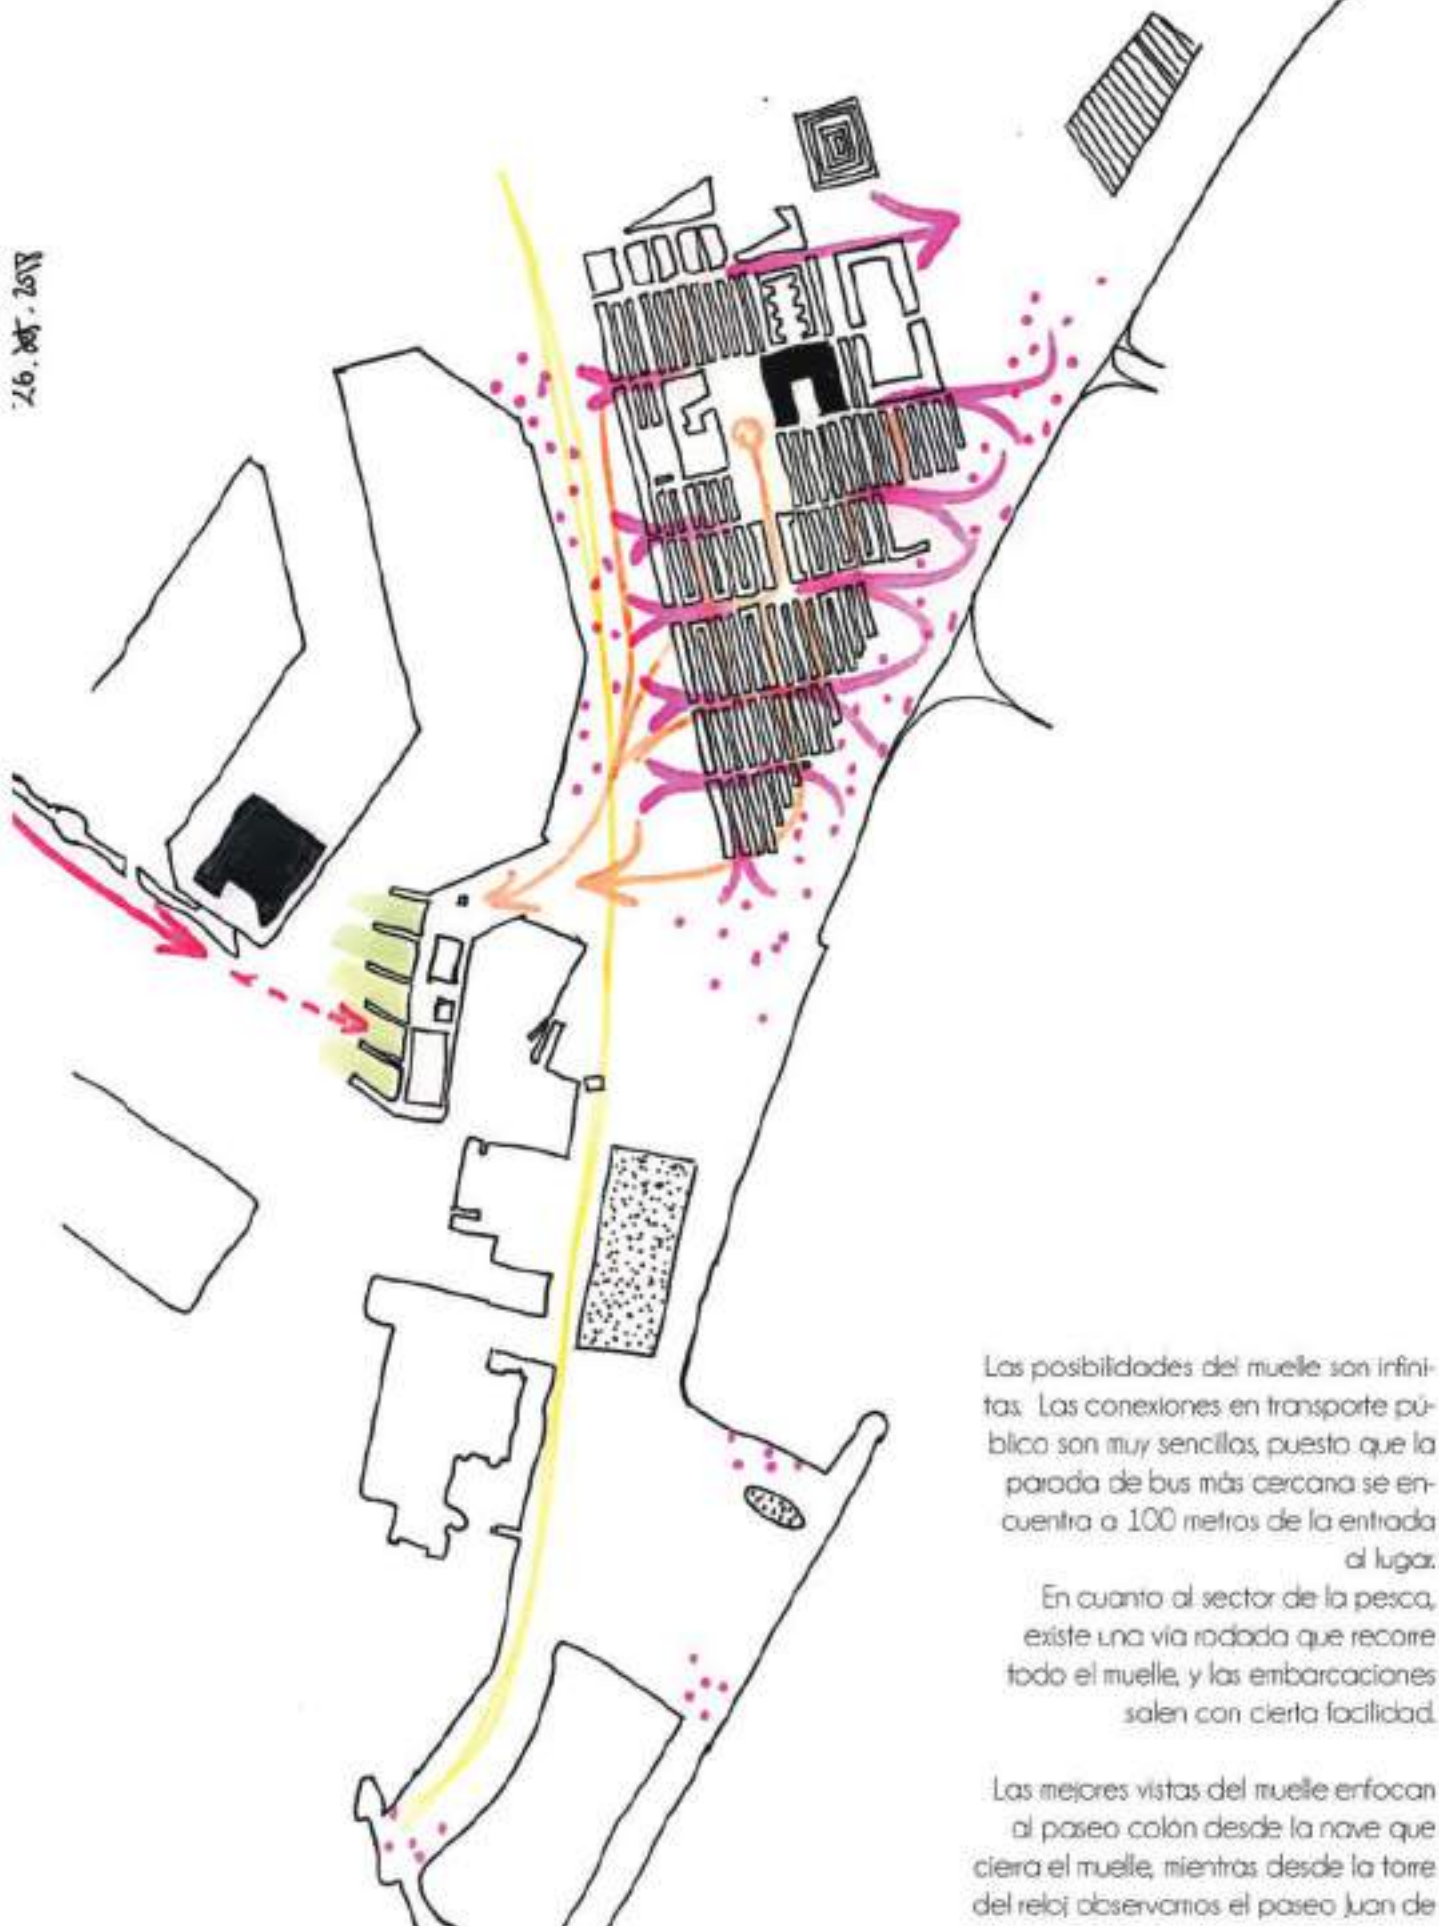 26. 2018
Las posibilidades del muelle son infini-
tas. Las conexiones en transporte pú-
blico son muy sencillas, puesto que la
parada de bus más cercana se en-
cuentra a 100 metros de la entrada
al lugar.
En cuanto al sector de la pesca,
existe una vía rodada que recorre
todo el muelle, y las embarcaciones
salen con cierta facilidad.
Las mejores vistas del muelle enfocan
al paseo colón desde la nave que
cierra el muelle, mientras desde la torre
del reloj observamos el paseo Juan de